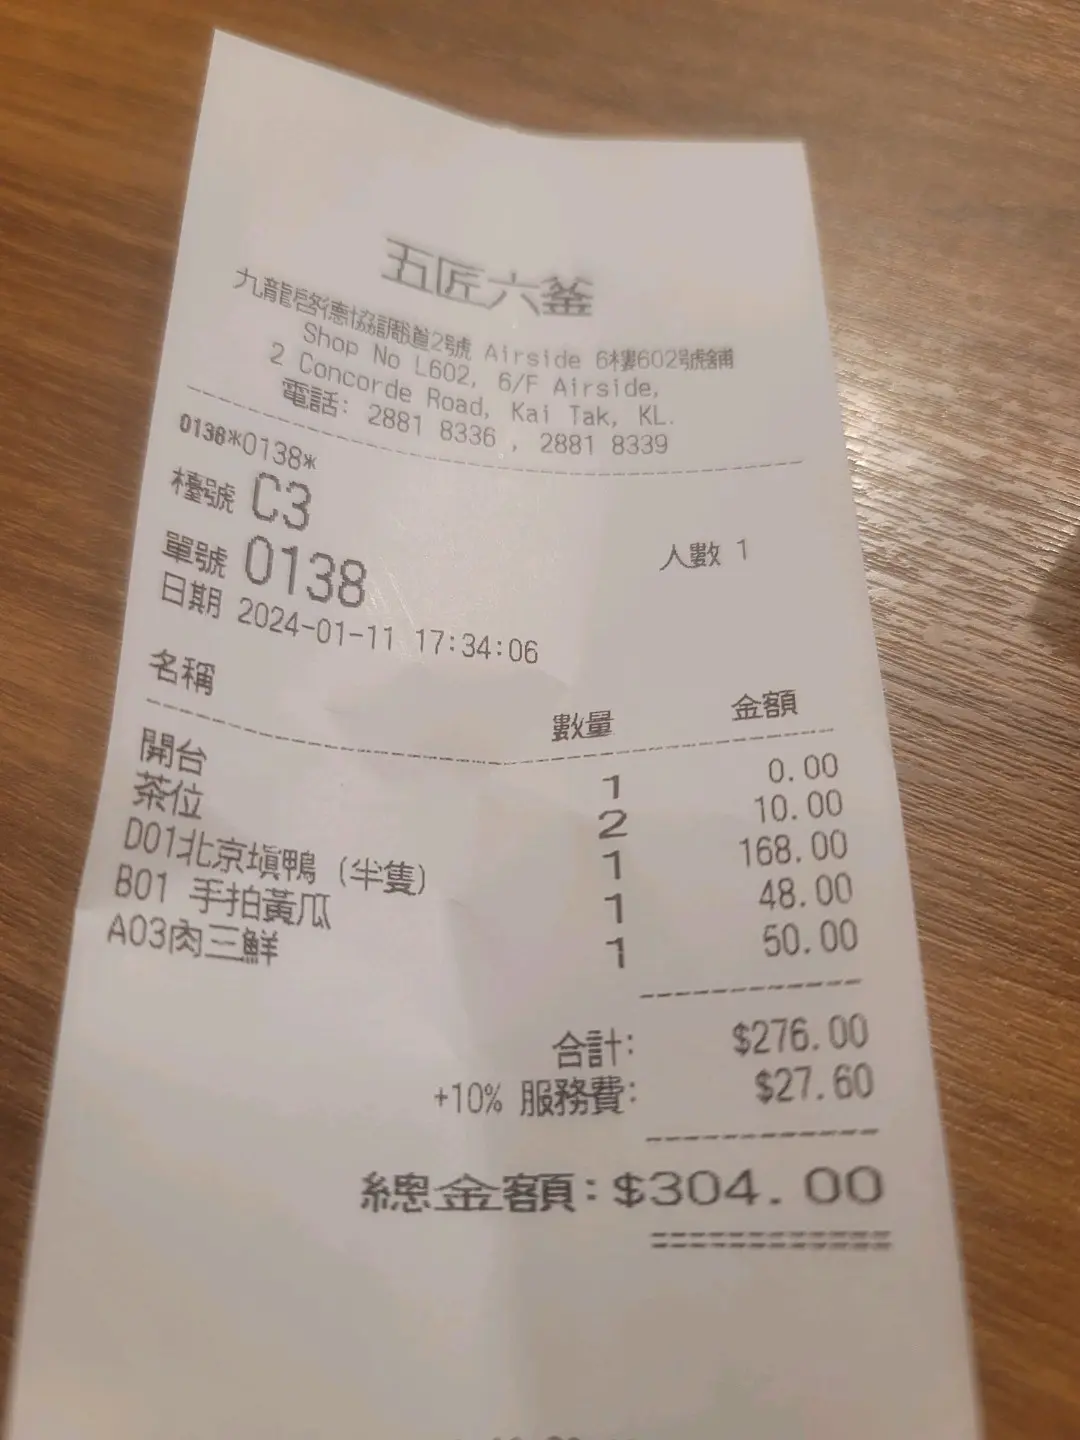 五匠六釜
九龍啓德協調道2號 Airside 6樓602號舖
Shop No L602, 6/F Airside,
2 Concorde Road, Kai Tak, KL.
電話: 2881 8336 , 2881 8339
0138*0138*
檯號 C3
單號 0138 人數 1
日期 2024-01-11 17:34:06
名稱 數量 金額
開台 1 0.00
茶位 2 10.00
D01北京填鴨 (半隻) 1 168.00
B01 手拍黃瓜 1 48.00
A03肉三鮮 1 50.00
合計: $276.00
+10% 服務費: $27.60
總金額: $304.00